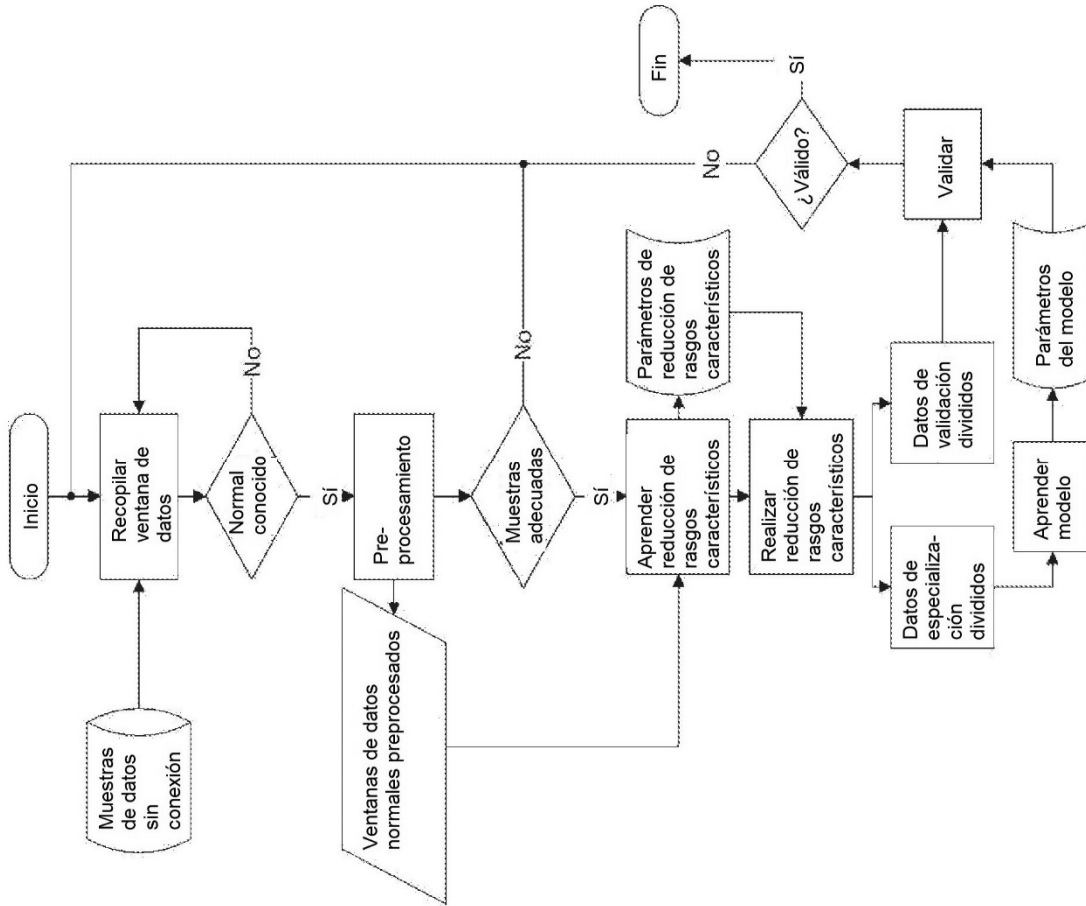 Inicio
Muestras
de datos
sin
conexión
Recopilar
ventana de
datos
Normal
conocido
No
Sí
Pre-
procesamiento
Ventanas de datos
normales preprocesados
Muestras
adecuadas
No
Sí
Aprender
reducción de
rasgos
característicos
Parámetros de
reducción de
rasgos
característicos
Realizar
reducción de
rasgos
característicos
Datos de
especializa-
ción
divididos
Datos de
validación
divididos
Aprender
modelo
Parámetros
del modelo
Validar
¿Válido?
No
Sí
Fin